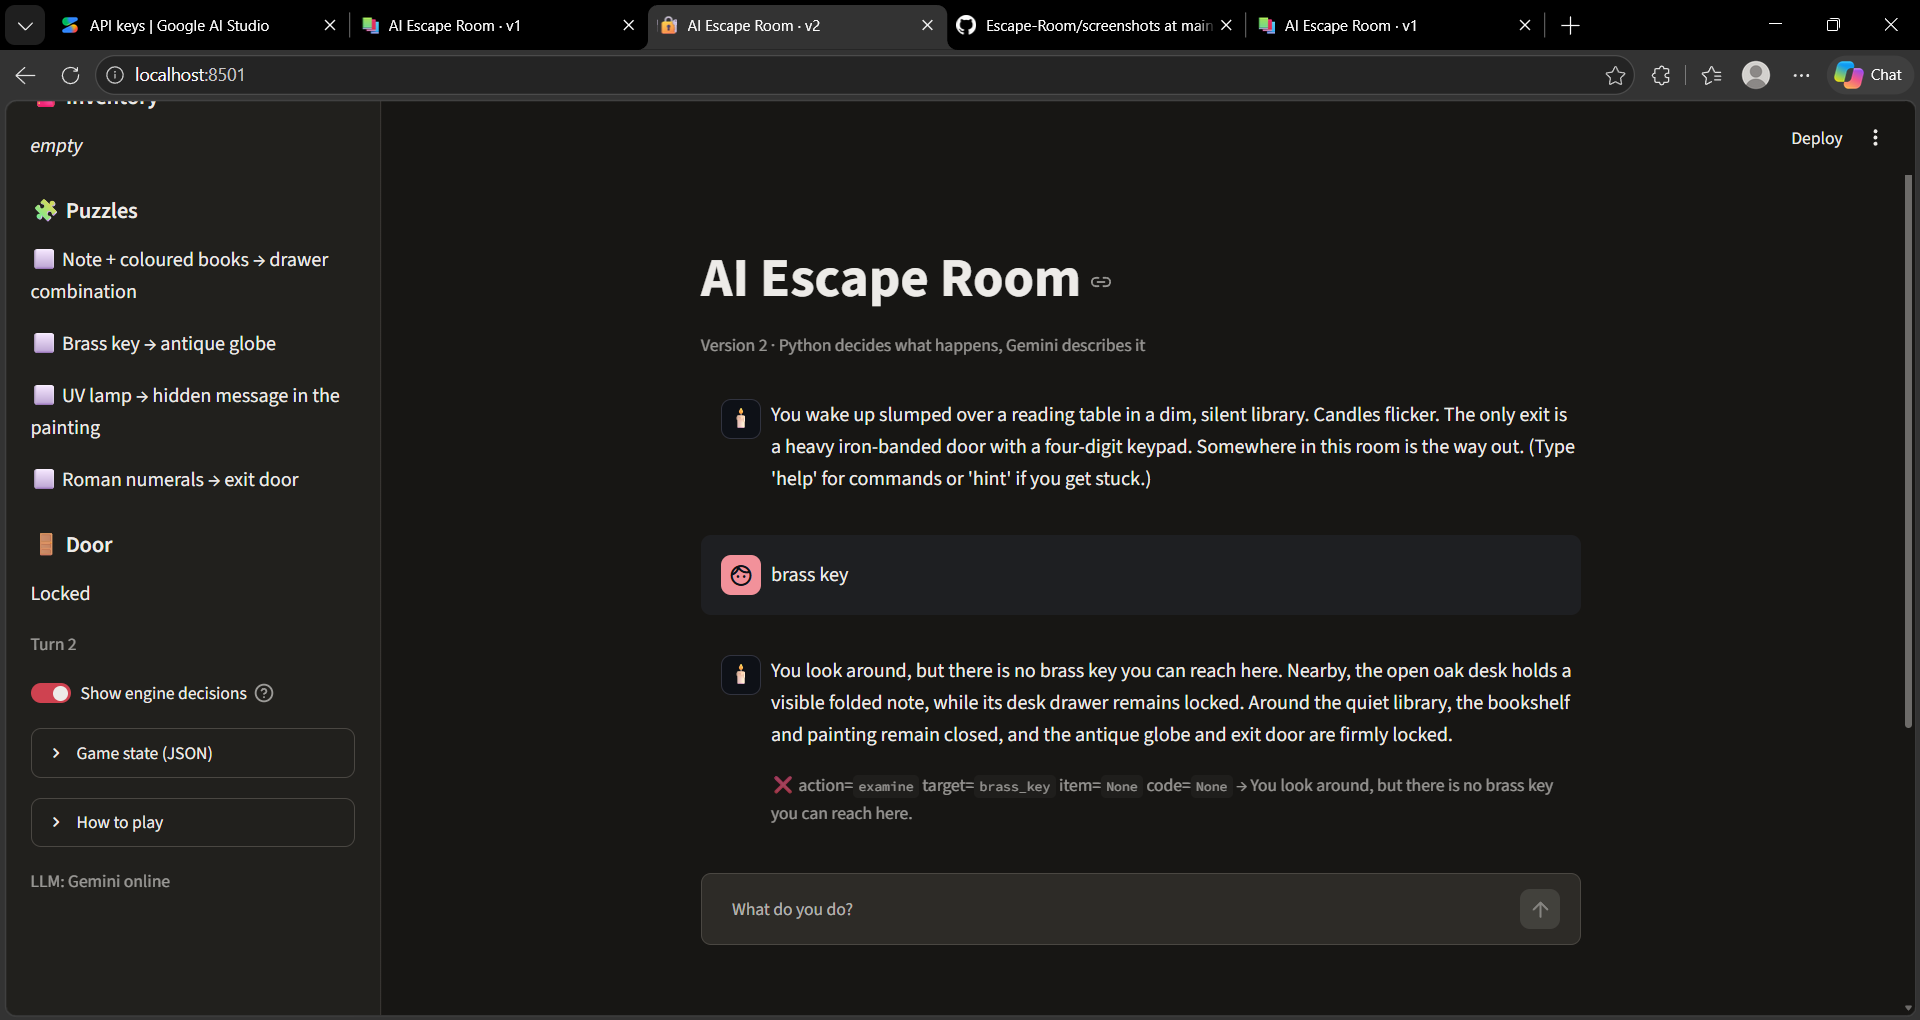 API keys | Google AI Studio
AI Escape Room · v1
AI Escape Room · v2
Escape-Room/screenshots at main
AI Escape Room · v1
localhost:8501
Chat
Deploy
Inventory
empty
Puzzles
Note + coloured books → drawer
combination
Brass key → antique globe
UV lamp → hidden message in the
painting
Roman numerals → exit door
Door
Locked
Turn 2
Show engine decisions
Game state (JSON)
How to play
LLM: Gemini online
AI Escape Room
Version 2 · Python decides what happens, Gemini describes it
You wake up slumped over a reading table in a dim, silent library. Candles flicker. The only exit is
a heavy iron-banded door with a four-digit keypad. Somewhere in this room is the way out. (Type
'help' for commands or 'hint' if you get stuck.)
brass key
You look around, but there is no brass key you can reach here. Nearby, the open oak desk holds a
visible folded note, while its desk drawer remains locked. Around the quiet library, the bookshelf
and painting remain closed, and the antique globe and exit door are firmly locked.
❌ action= examine target= brass_key item= None code= None → You look around, but there is no brass key
you can reach here.
What do you do?